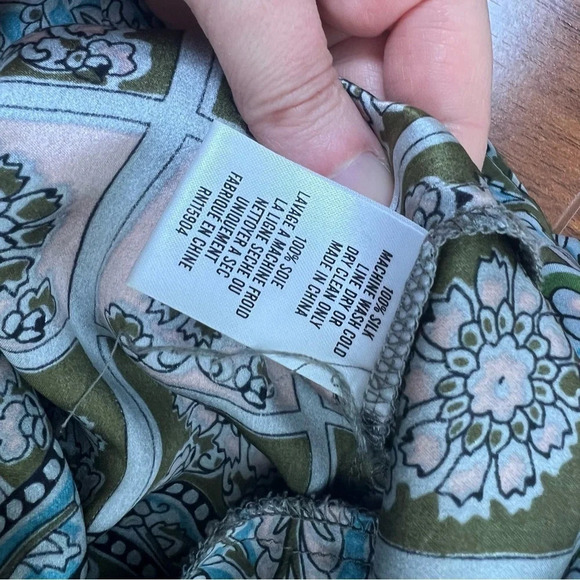 100% SILK
MACHINE WASH COLD
LINE DRY OR
DRY CLEAN ONLY
MADE IN CHINA
100% SOIE
LAVAGE A MACHINE FROID
LA LIGNE SECHE OU
NETTOYER A SEC
UNIQUEMENT
FABRIQUE EN CHINE
RN175904